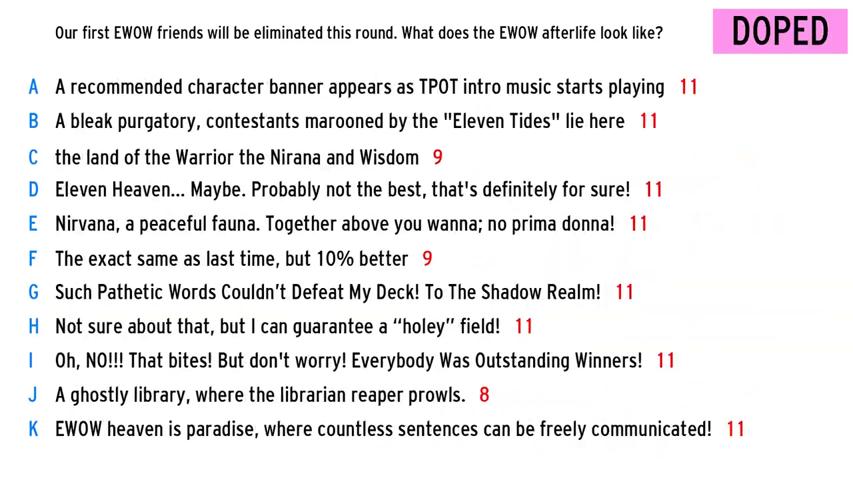 Our first EWOW friends will be eliminated this round. What does the EWOW afterlife look like?
DOPED
A A recommended character banner appears as TPOT intro music starts playing 11
B A bleak purgatory, contestants marooned by the "Eleven Tides" lie here 11
C the land of the Warrior the Nirana and Wisdom 9
D Eleven Heaven... Maybe. Probably not the best, that's definitely for sure! 11
E Nirvana, a peaceful fauna. Together above you wanna; no prima donna! 11
F The exact same as last time, but 10% better 9
G Such Pathetic Words Couldn’t Defeat My Deck! To The Shadow Realm! 11
H Not sure about that, but I can guarantee a “holey” field! 11
I Oh, NO!!! That bites! But don't worry! Everybody Was Outstanding Winners! 11
J A ghostly library, where the librarian reaper prowls. 8
K EWOW heaven is paradise, where countless sentences can be freely communicated! 11